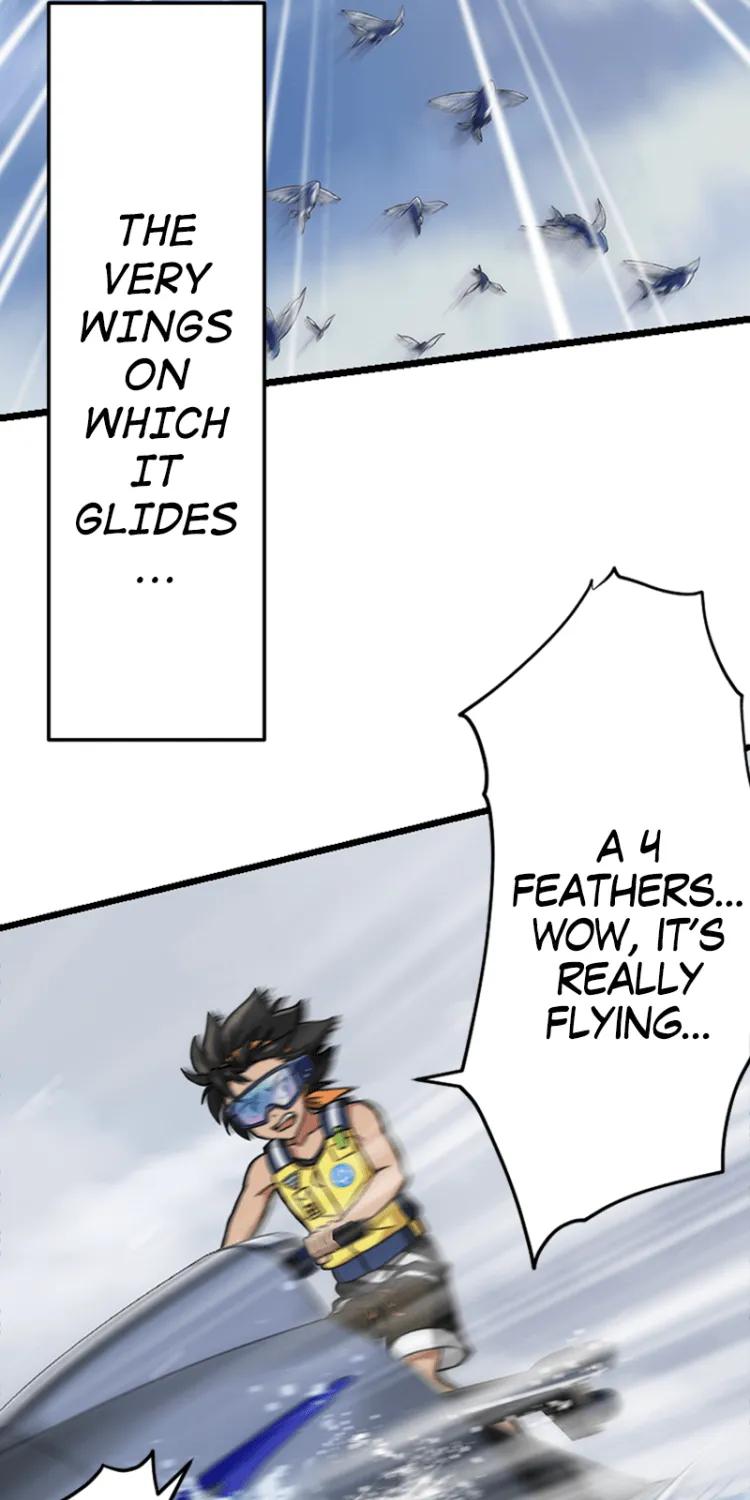 THE
VERY
WINGS
ON
WHICH
IT
GLIDES
...
A 4
FEATHERS...
WOW, IT'S
REALLY
FLYING...